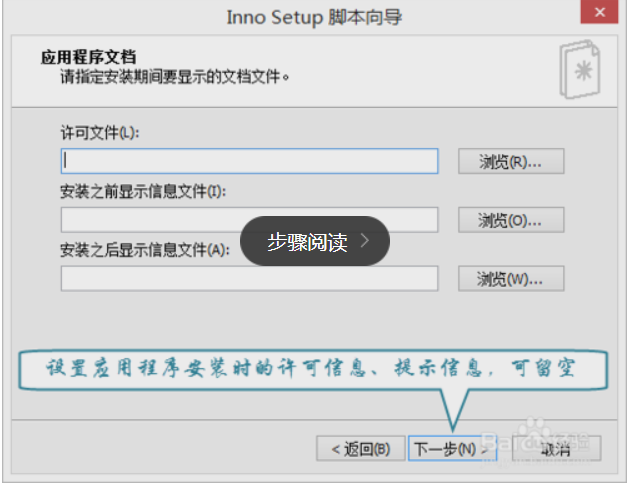 Inno Setup 脚本向导
应用程序文档
请指定安装期间要显示的文档文件。
许可文件(L):
浏览(R)...
安装之前显示信息文件(I):
浏览(O)...
步骤阅读
安装之后显示信息文件(A):
浏览(W)...
设置应用程序安装时的许可信息、提示信息，可留空
< 返回(B)
下一步(N) >
取消
Bai 经验